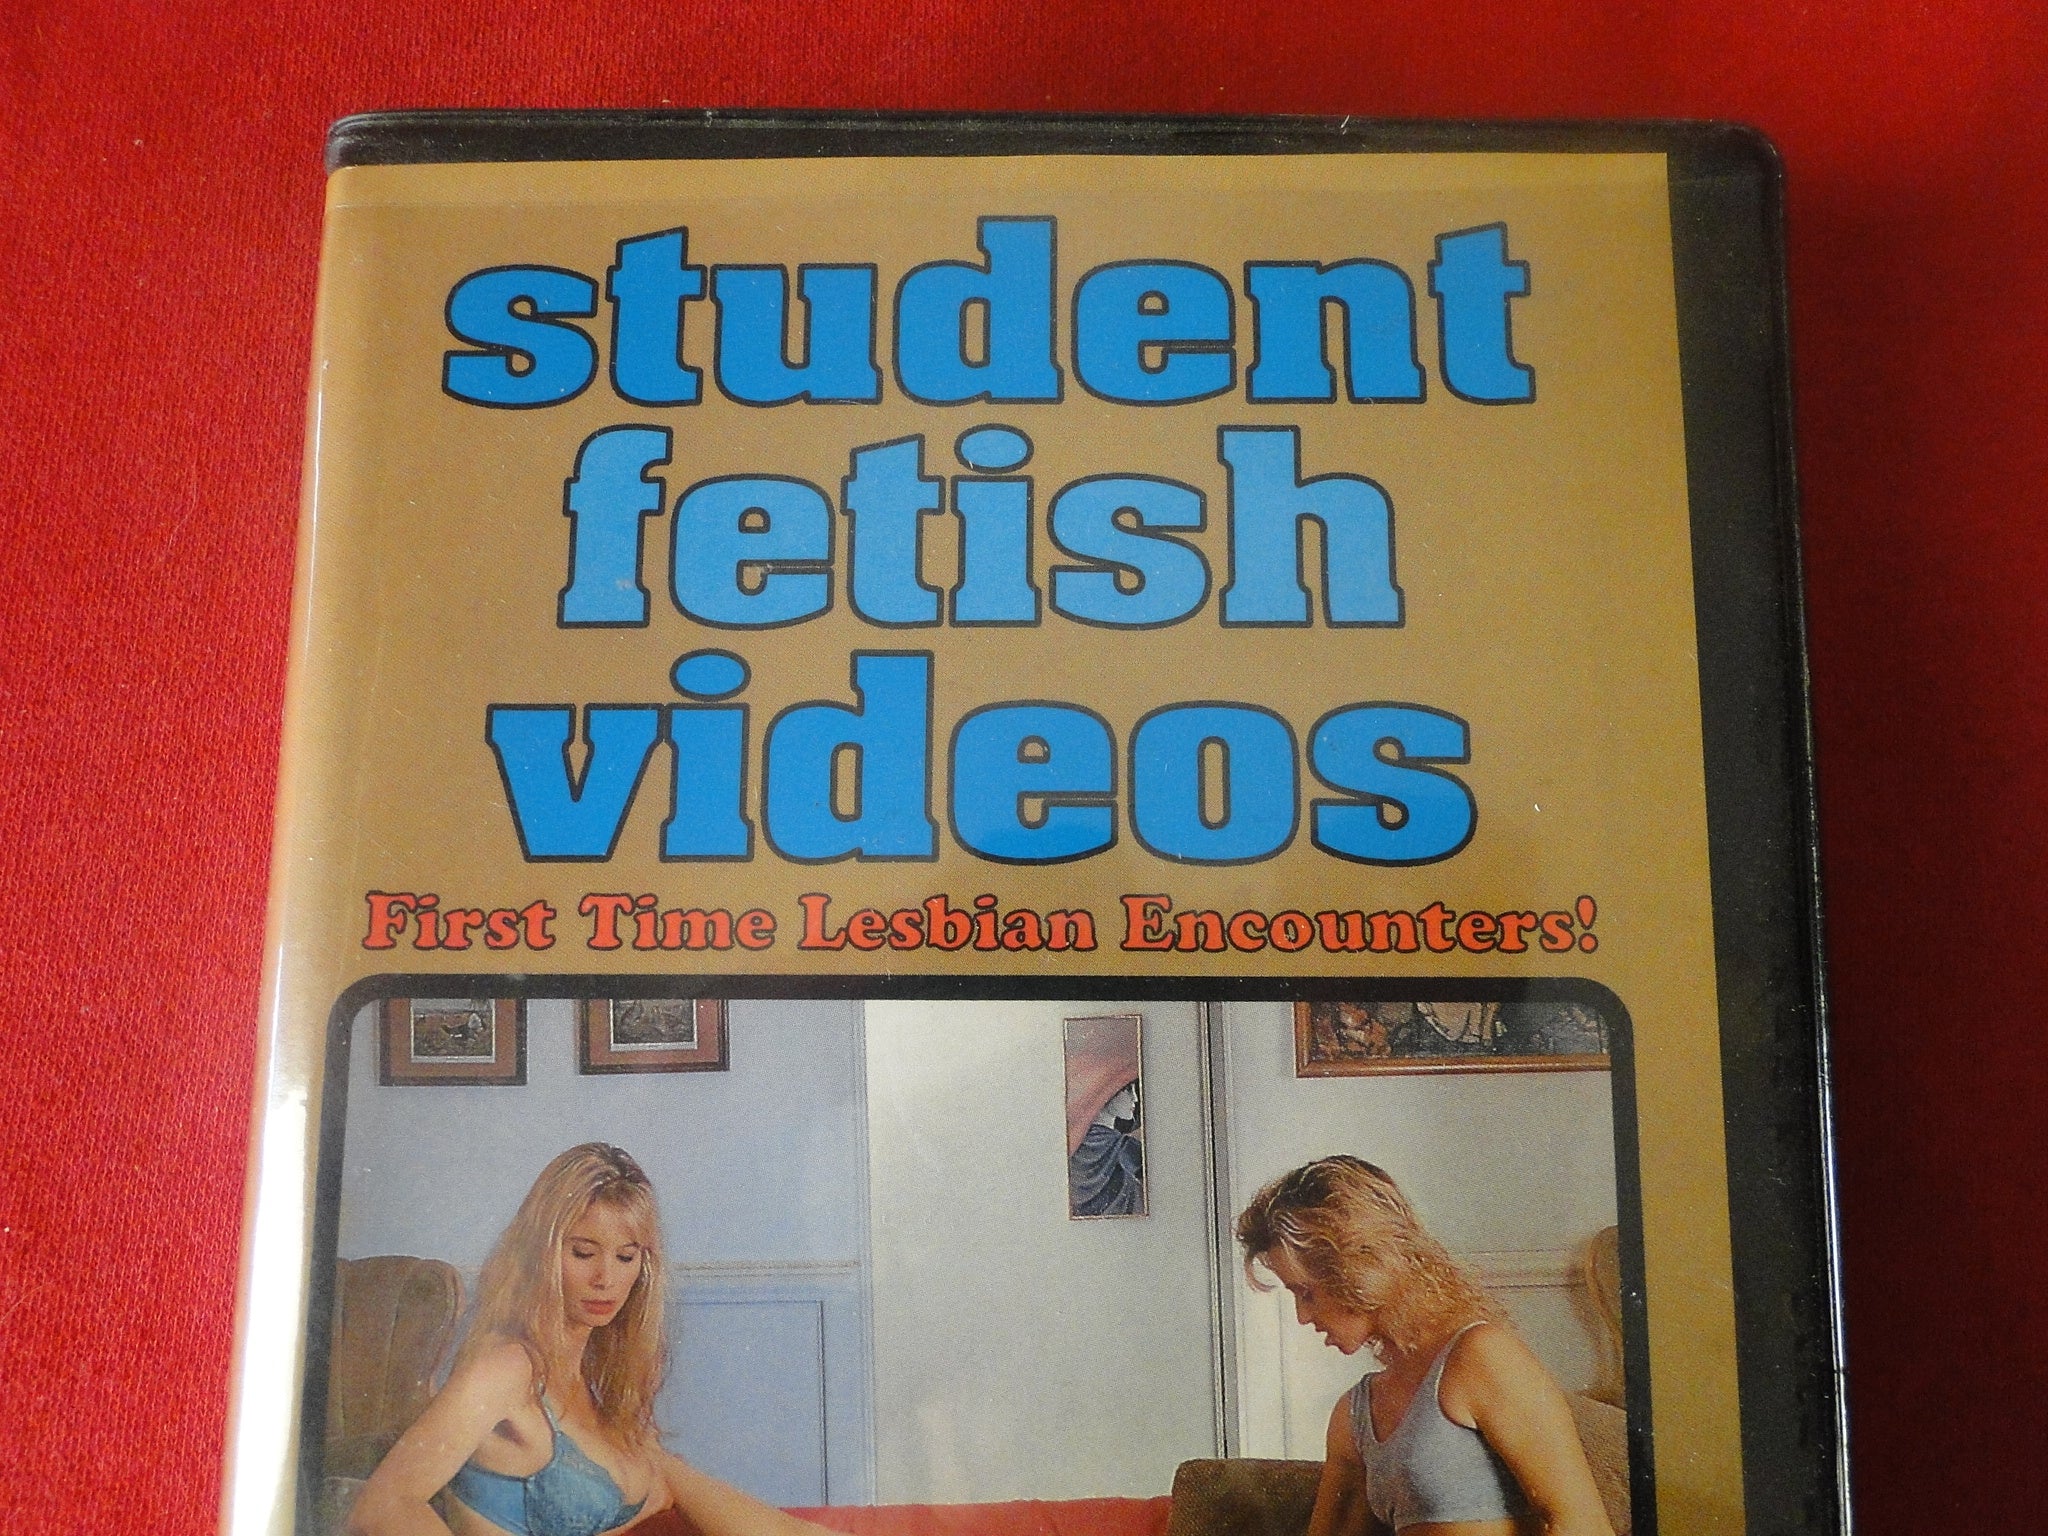 student
fetish
videos
First Time Lesbian Encounters!